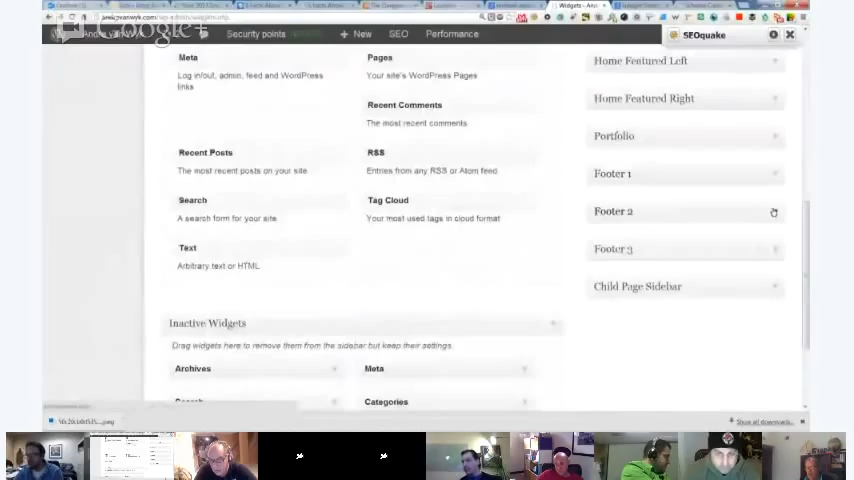 Google+
Widgets
Security points
+ New
SEO
Performance
SEOquake
Meta
Log in/out, admin, feed and WordPress
links
Pages
Your site's WordPress Pages
Recent Comments
The most recent comments
Recent Posts
The most recent posts on your site
RSS
Entries from any RSS or Atom feed
Search
A search form for your site
Tag Cloud
Your most used tags in cloud format
Text
Arbitrary text or HTML
Inactive Widgets
Drag widgets here to remove them from the sidebar but keep their settings.
Archives
Meta
Search
Categories
Home Featured Left
Home Featured Right
Portfolio
Footer 1
Footer 2
Footer 3
Child Page Sidebar
Show all downloads...